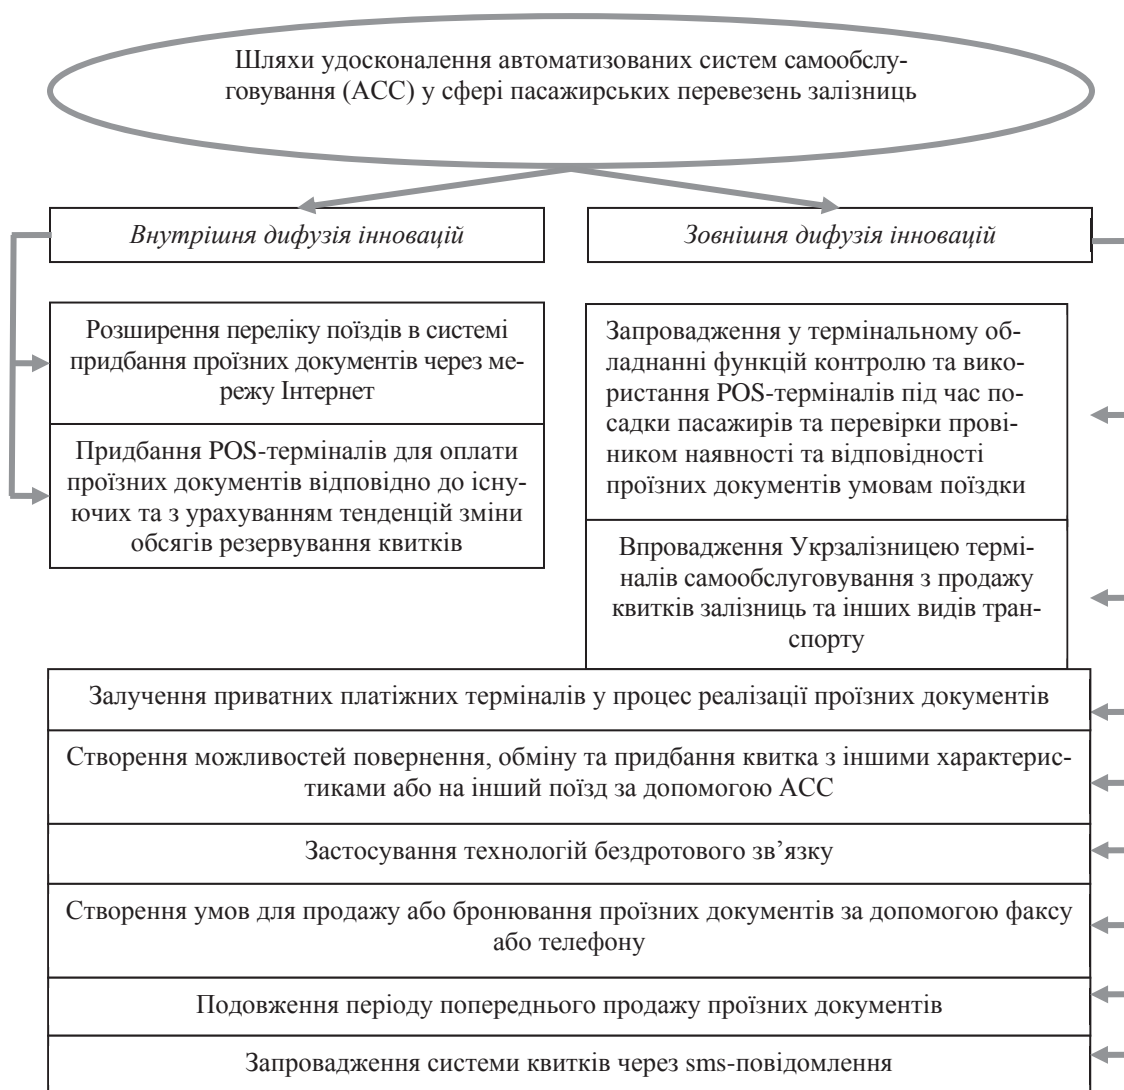 Шляхи удосконалення автоматизованих систем самообслу-
говування (АСС) у сфері пасажирських перевезень залізниць
Внутрішня дифузія інновацій
Зовнішня дифузія інновацій
Розширення переліку поїздів в системі
придбання проїзних документів через ме-
режу Інтернет
Придбання POS-терміналів для оплати
проїзних документів відповідно до існу-
ючих та з урахуванням тенденцій зміни
обсягів резервування квитків
Запровадження у термінальному об-
ладнанні функцій контролю та вико-
ристання POS-терміналів під час по-
садки пасажирів та перевірки прові-
ником наявності та відповідності
проїзних документів умовам поїздки
Впровадження Укрзалізницею термі-
налів самообслуговування з продажу
квитків залізниць та інших видів тран-
спорту
Залучення приватних платіжних терміналів у процес реалізації проїзних документів
Створення можливостей повернення, обміну та придбання квитка з іншими характерис-
тиками або на інший поїзд за допомогою АСС
Застосування технологій бездротового зв’язку
Створення умов для продажу або бронювання проїзних документів за допомогою факсу
або телефону
Подовження періоду попереднього продажу проїзних документів
Запровадження системи квитків через sms-повідомлення